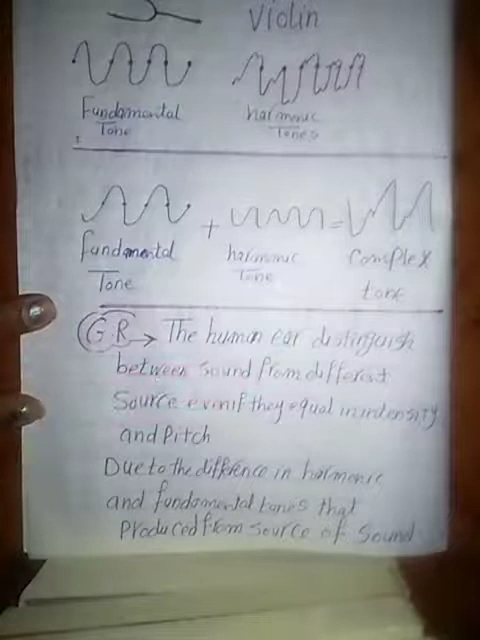 Violin
Fundamental
Tone
harmonic
Tones
fundamental
Tone
+
harmonic
Tone
=
Complex
tone
GR → The human ear distinguish
between sound from different
Source even if they equal in intensity
and Pitch
Due to the difference in harmonic
and fundamental tones that
Produced from source of Sound